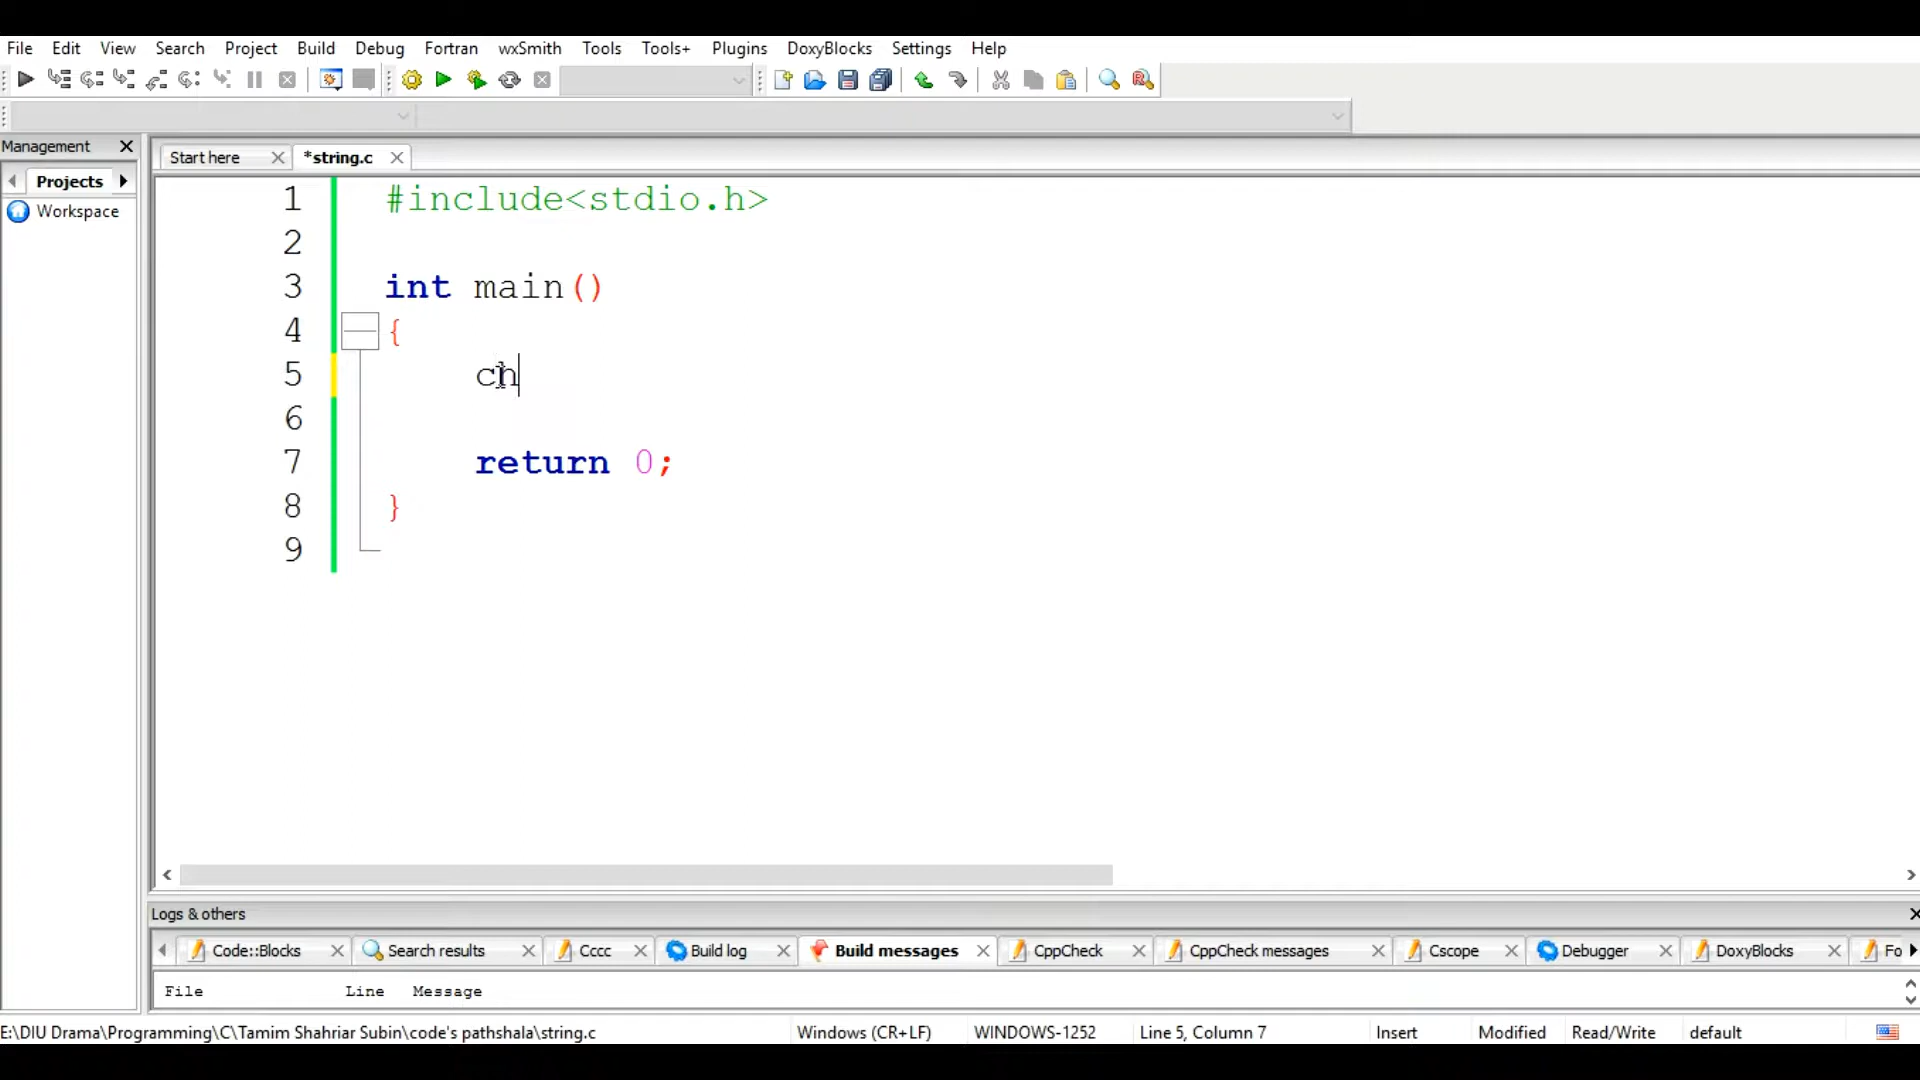 File Edit View Search Project Build Debug Fortran wxSmith Tools Tools+ Plugins DoxyBlocks Settings Help
Management
Start here *string.c
Projects
Workspace
1 #include<stdio.h>
2
3 int main()
4 {
5 ch
6
7 return 0;
8 }
9
Logs & others
Code::Blocks Search results Cccc Build log Build messages CppCheck CppCheck messages Cscope Debugger DoxyBlocks Fo
File Line Message
E:\DIU Drama\Programming\C\Tamim Shahriar Subin\code's pathshala\string.c Windows (CR+LF) WINDOWS-1252 Line 5, Column 7 Insert Modified Read/Write default